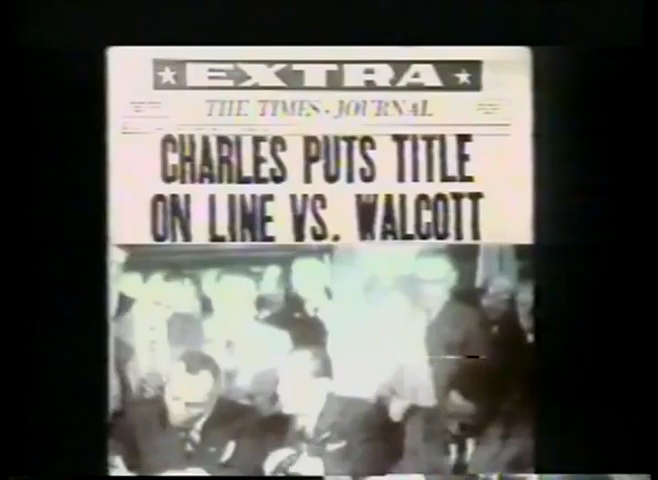 EXTRA
THE TIMES-JOURNAL
CHARLES PUTS TITLE
ON LINE VS. WALCOTT